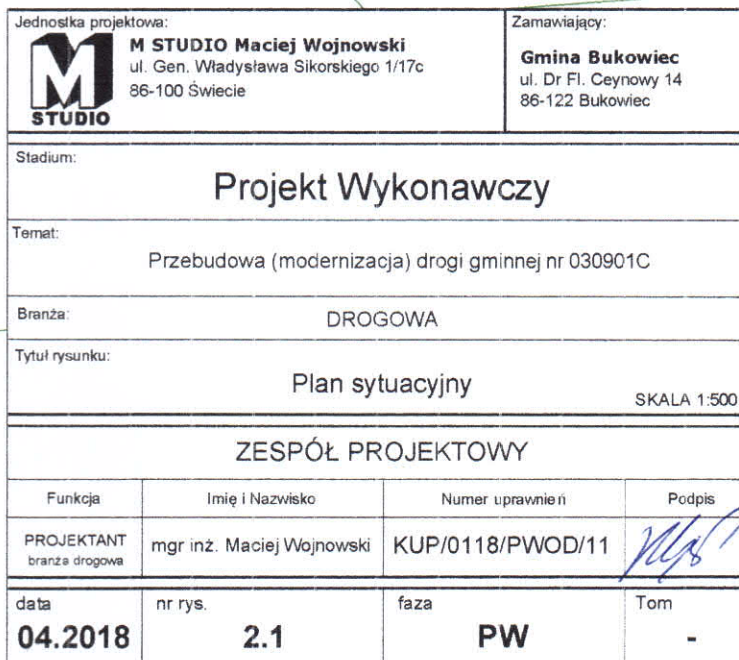 Jednostka projektowa:
M STUDIO
M STUDIO Maciej Wojnowski
ul. Gen. Władysława Sikorskiego 1/17c
86-100 Świecie
Zamawiający:
Gmina Bukowiec
ul. Dr Fl. Ceynowy 14
86-122 Bukowiec
Stadium:
Projekt Wykonawczy
Temat:
Przebudowa (modernizacja) drogi gminnej nr 030901C
Branża:
DROGOWA
Tytuł rysunku:
Plan sytuacyjny
SKALA 1:500
ZESPÓŁ PROJEKTOWY
Funkcja
Imię i Nazwisko
Numer uprawnień
Podpis
PROJEKTANT
branża drogowa
mgr inż. Maciej Wojnowski
KUP/0118/PWOD/11
data
04.2018
nr rys.
2.1
faza
PW
Tom
-